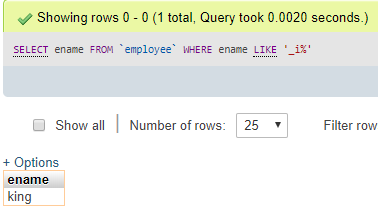 Showing rows 0 - 0 (1 total, Query took 0.0020 seconds.)
SELECT ename FROM `employee` WHERE ename LIKE '_i%'
Show all | Number of rows: 25 Filter row
+ Options
ename
king